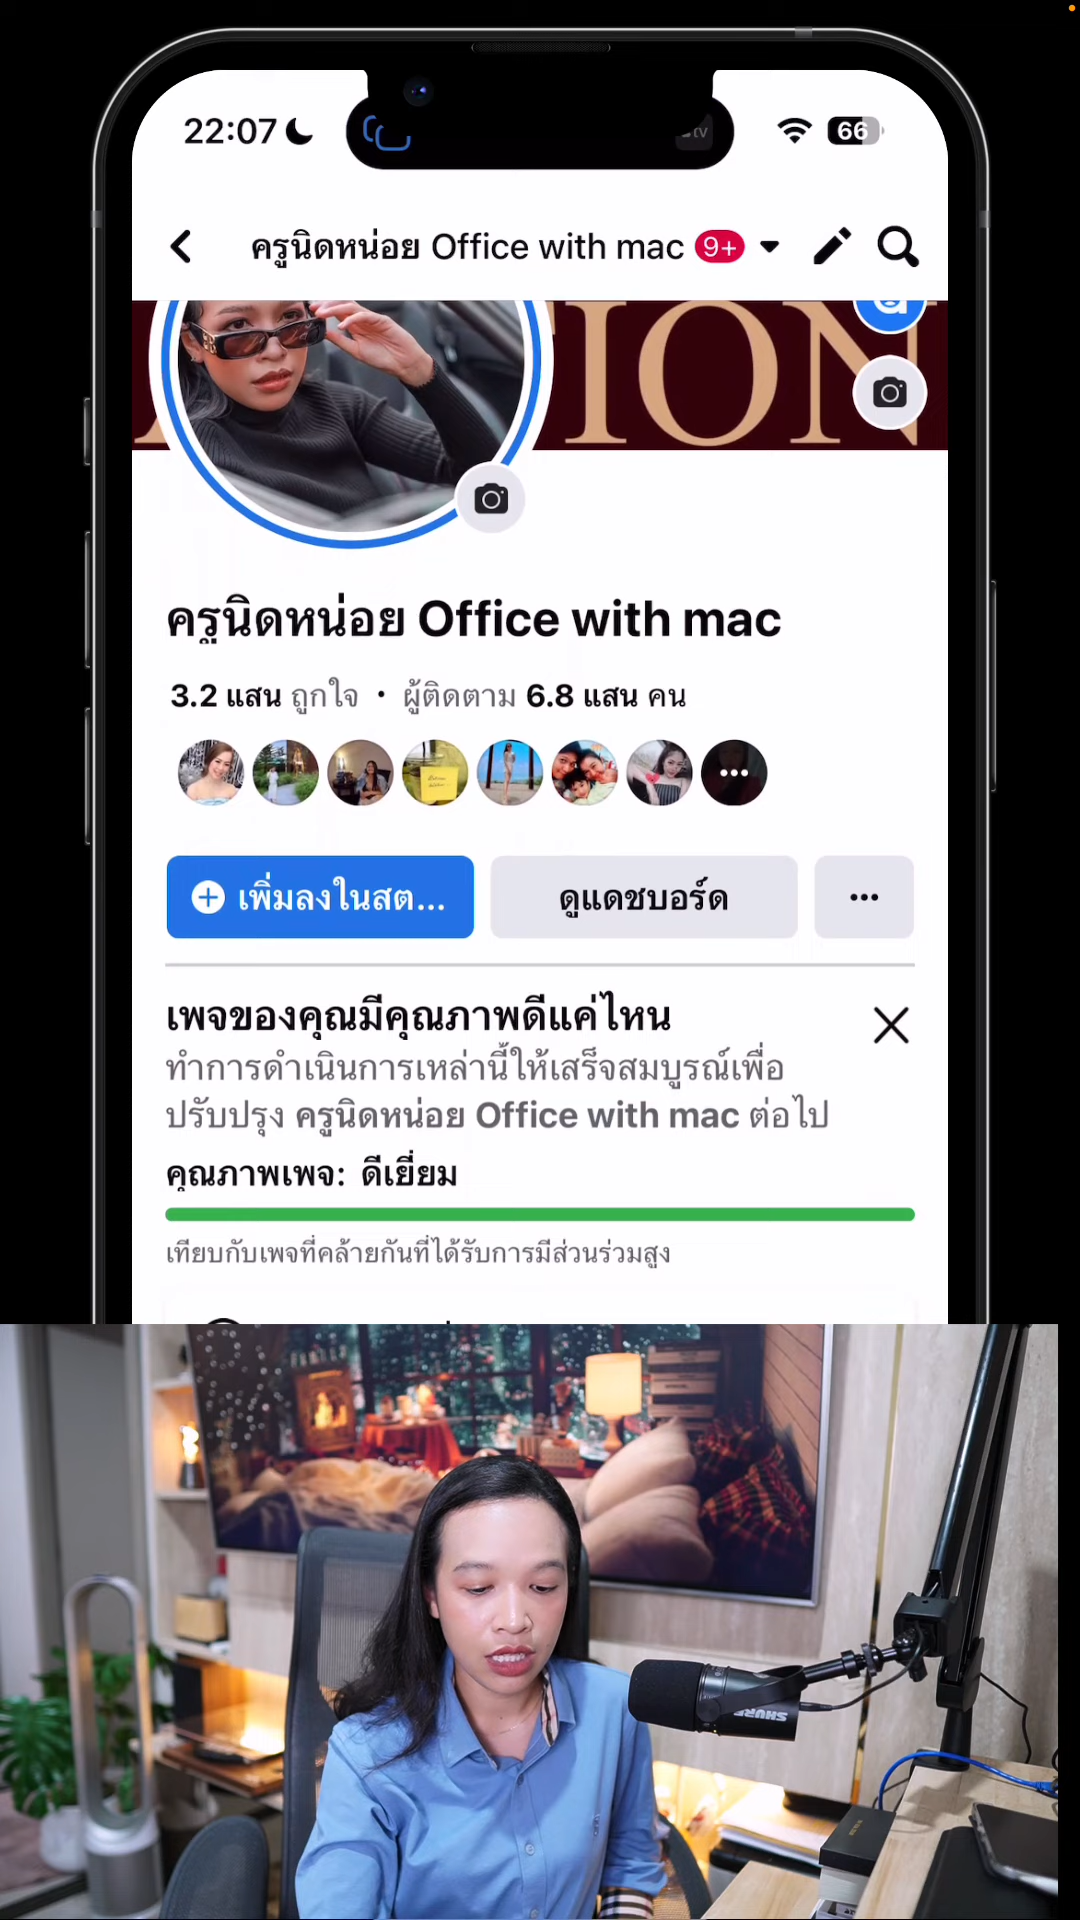 22:07
tv
66
ครูนิดหน่อย Office with mac 9+
TION
ครูนิดหน่อย Office with mac
3.2 แสน ถูกใจ · ผู้ติดตาม 6.8 แสน คน
เพิ่มลงในสต...
ดูแดชบอร์ด
เพจของคุณมีคุณภาพดีแค่ไหน
ทำการดำเนินการเหล่านี้ให้เสร็จสมบูรณ์เพื่อ
ปรับปรุง ครูนิดหน่อย Office with mac ต่อไป
คุณภาพเพจ: ดีเยี่ยม
เทียบกับเพจที่คล้ายกันที่ได้รับการมีส่วนร่วมสูง
SHURE